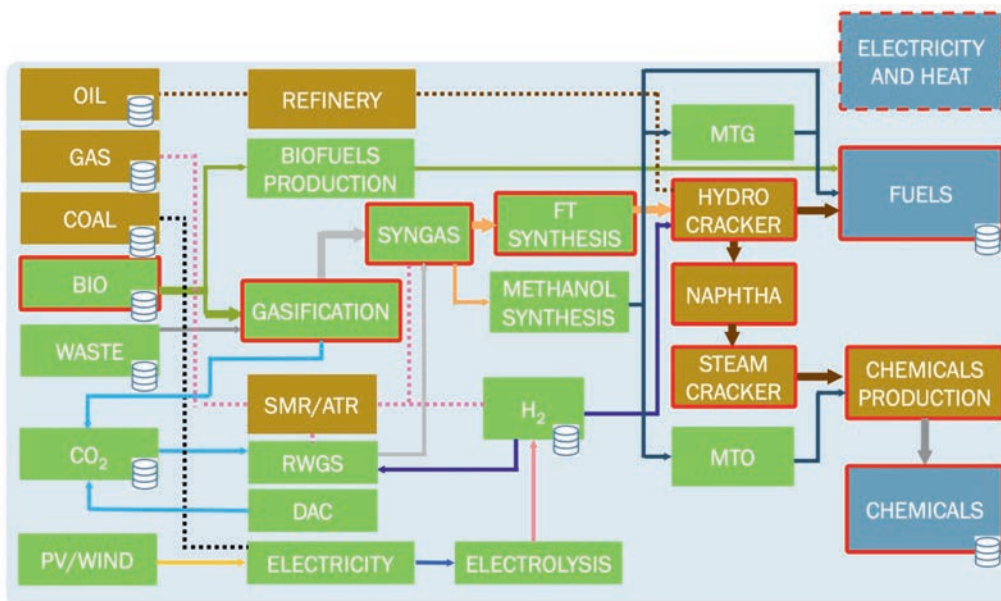 ELECTRICITY
AND HEAT
OIL
REFINERY
GAS
BIOFUELS
PRODUCTION
MTG
FUELS
COAL
SYNGAS
FT
SYNTHESIS
HYDRO
CRACKER
BIO
GASIFICATION
METHANOL
SYNTHESIS
NAPHTHA
WASTE
STEAM
CRACKER
CHEMICALS
PRODUCTION
SMR/ATR
H₂
CO₂
RWGS
MTO
DAC
CHEMICALS
PV/WIND
ELECTRICITY
ELECTROLYSIS